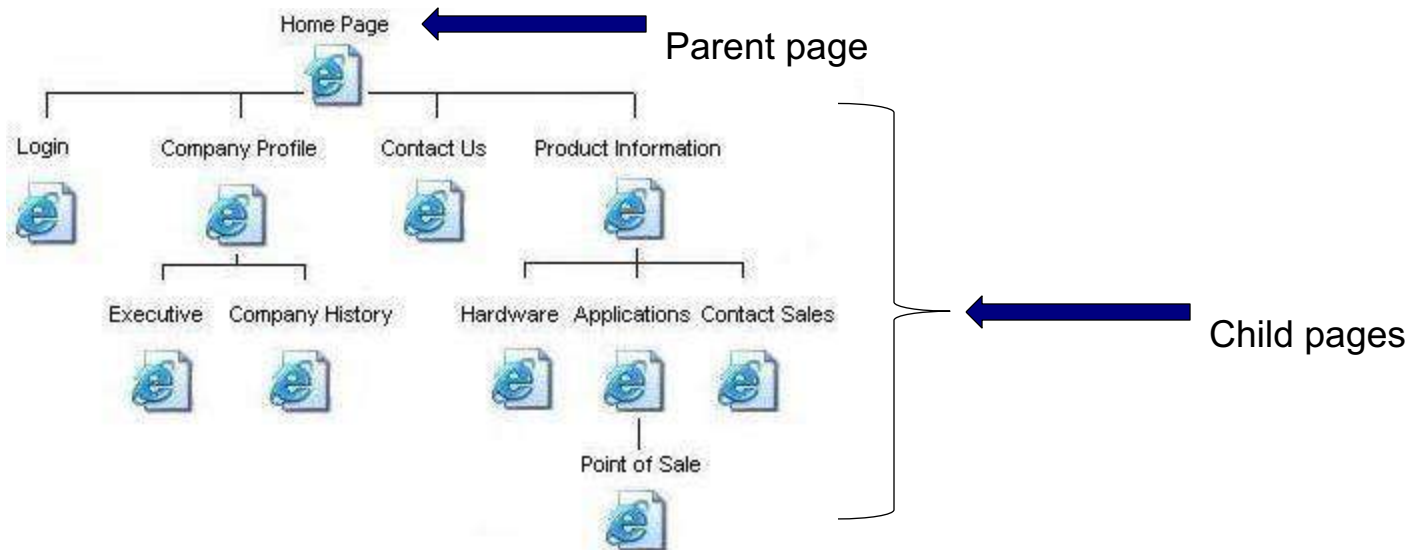 Home Page
Parent page
Login
Company Profile
Contact Us
Product Information
Executive
Company History
Hardware
Applications
Contact Sales
Child pages
Point of Sale